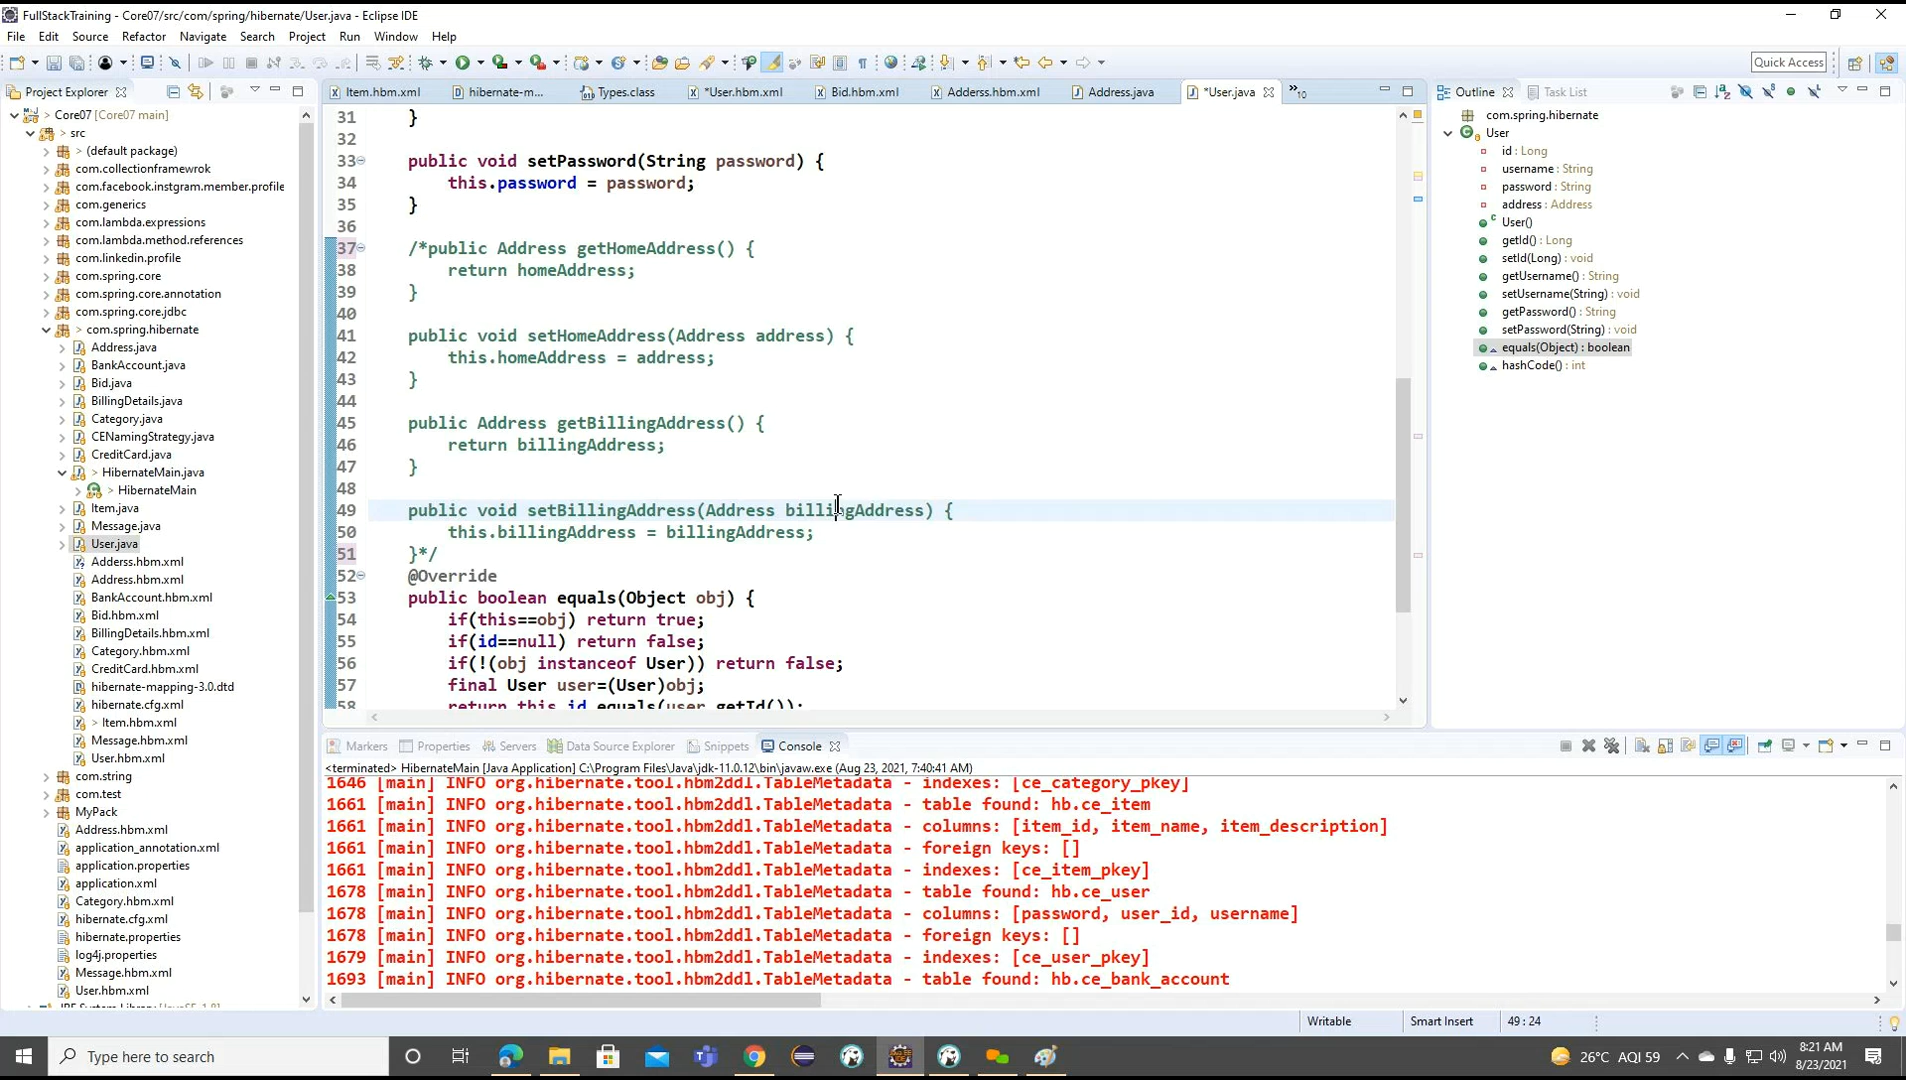 FullStackTraining - Core07/src/com/spring/hibernate/User.java - Eclipse IDE
File Edit Source Refactor Navigate Search Project Run Window Help
Quick Access
Project Explorer
Core07 [Core07 main]
src
(default package)
com.collectionframewrok
com.facebook.instgram.member.profile
com.generics
com.lambda.expressions
com.lambda.method.references
com.linkedin.profile
com.spring.core
com.spring.core.annotation
com.spring.core.jdbc
com.spring.hibernate
Address.java
BankAccount.java
Bid.java
BillingDetails.java
Category.java
CENamingStrategy.java
CreditCard.java
HibernateMain.java
HibernateMain
Item.java
Message.java
User.java
Adderss.hbm.xml
Address.hbm.xml
BankAccount.hbm.xml
Bid.hbm.xml
BillingDetails.hbm.xml
Category.hbm.xml
CreditCard.hbm.xml
hibernate-mapping-3.0.dtd
hibernate.cfg.xml
Item.hbm.xml
Message.hbm.xml
User.hbm.xml
com.string
com.test
MyPack
Address.hbm.xml
application_annotation.xml
application.properties
application.xml
Category.hbm.xml
hibernate.cfg.xml
hibernate.properties
log4j.properties
Message.hbm.xml
User.hbm.xml
Item.hbm.xml hibernate-m... Types.class *User.hbm.xml Bid.hbm.xml Adderss.hbm.xml Address.java *User.java »10
31 }
32
33 public void setPassword(String password) {
34 this.password = password;
35 }
36
37 /*public Address getHomeAddress() {
38 return homeAddress;
39 }
40
41 public void setHomeAddress(Address address) {
42 this.homeAddress = address;
43 }
44
45 public Address getBillingAddress() {
46 return billingAddress;
47 }
48
49 public void setBillingAddress(Address billingAddress) {
50 this.billingAddress = billingAddress;
51 }*/
52 @Override
53 public boolean equals(Object obj) {
54 if(this==obj) return true;
55 if(id==null) return false;
56 if(!(obj instanceof User)) return false;
57 final User user=(User)obj;
58 return this.id.equals(user.getId());
Outline Task List
com.spring.hibernate
User
id : Long
username : String
password : String
address : Address
User()
getId() : Long
setId(Long) : void
getUsername() : String
setUsername(String) : void
getPassword() : String
setPassword(String) : void
equals(Object) : boolean
hashCode() : int
Markers Properties Servers Data Source Explorer Snippets Console
<terminated> HibernateMain [Java Application] C:\Program Files\Java\jdk-11.0.12\bin\javaw.exe (Aug 23, 2021, 7:40:41 AM)
1646 [main] INFO org.hibernate.tool.hbm2ddl.TableMetadata - indexes: [ce_category_pkey]
1661 [main] INFO org.hibernate.tool.hbm2ddl.TableMetadata - table found: hb.ce_item
1661 [main] INFO org.hibernate.tool.hbm2ddl.TableMetadata - columns: [item_id, item_name, item_description]
1661 [main] INFO org.hibernate.tool.hbm2ddl.TableMetadata - foreign keys: []
1661 [main] INFO org.hibernate.tool.hbm2ddl.TableMetadata - indexes: [ce_item_pkey]
1678 [main] INFO org.hibernate.tool.hbm2ddl.TableMetadata - table found: hb.ce_user
1678 [main] INFO org.hibernate.tool.hbm2ddl.TableMetadata - columns: [password, user_id, username]
1678 [main] INFO org.hibernate.tool.hbm2ddl.TableMetadata - foreign keys: []
1679 [main] INFO org.hibernate.tool.hbm2ddl.TableMetadata - indexes: [ce_user_pkey]
1693 [main] INFO org.hibernate.tool.hbm2ddl.TableMetadata - table found: hb.ce_bank_account
Writable Smart Insert 49 : 24
Type here to search
26°C AQI 59
8:21 AM
8/23/2021